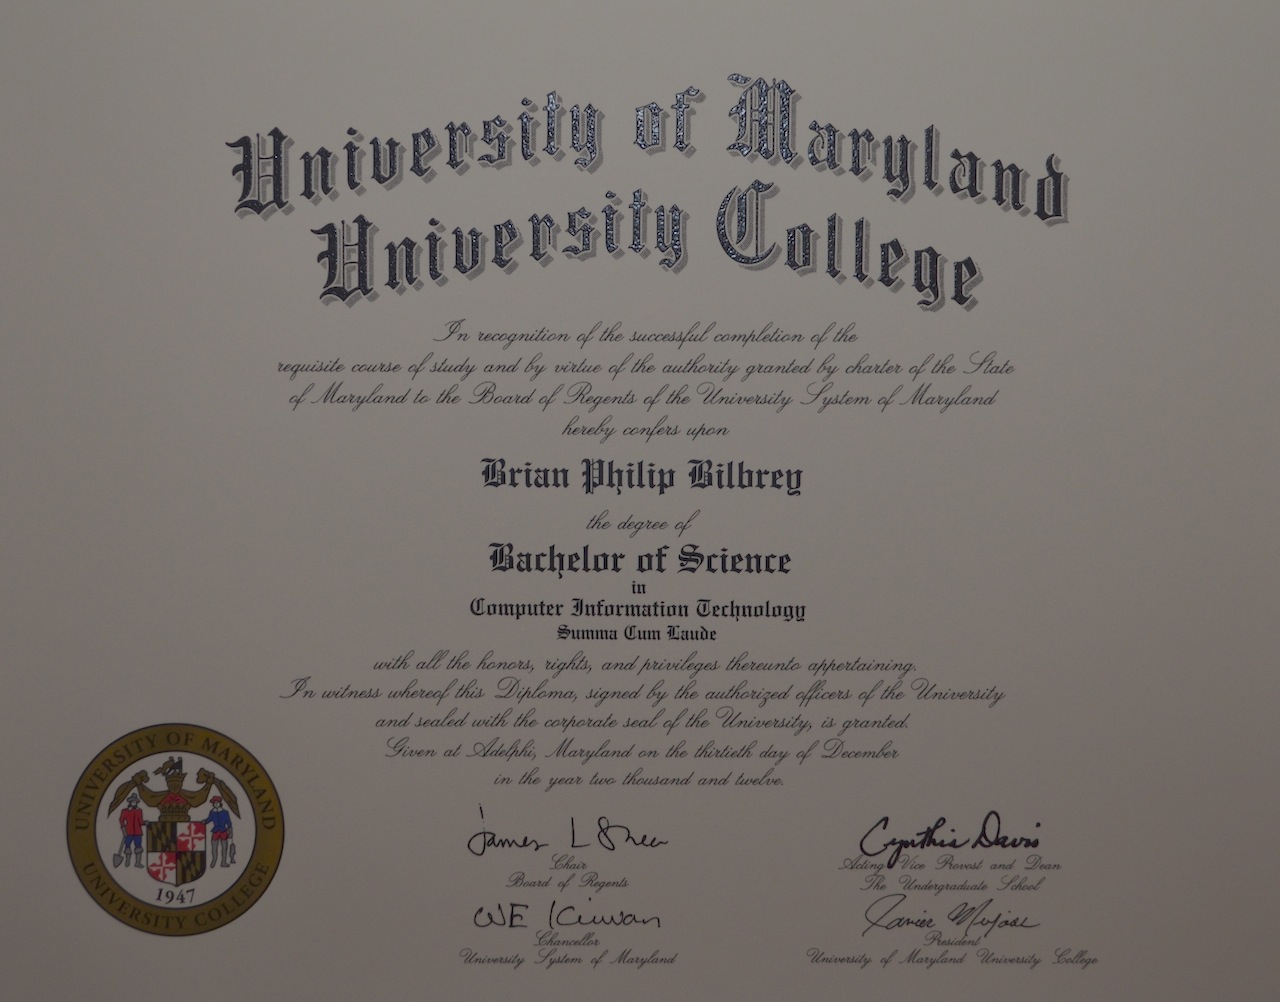 University of Maryland
University College
In recognition of the successful completion of the
requisite course of study and by virtue of the authority granted by charter of the State
of Maryland to the Board of Regents of the University System of Maryland
hereby confers upon
Brian Philip Bilbrey
the degree of
Bachelor of Science
in
Computer Information Technology
Summa Cum Laude
with all the honors, rights, and privileges thereunto appertaining.
In witness whereof this Diploma, signed by the authorized officers of the University
and sealed with the corporate seal of the University, is granted.
Given at Adelphi, Maryland on the thirtieth day of December
in the year two thousand and twelve.
UNIVERSITY OF MARYLAND
1947
UNIVERSITY COLLEGE
James L Shea
Chair
Board of Regents
WE Kirwan
Chancellor
University System of Maryland
Cynthia Davis
Acting Vice Provost and Dean
The Undergraduate School
Javier
President
University of Maryland University College